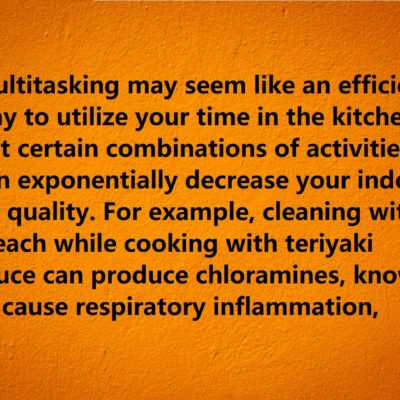 ultitasking may seem like an efficie
ay to utilize your time in the kitche
t certain combinations of activitie
n exponentially decrease your indo
quality. For example, cleaning wit
each while cooking with teriyaki
uce can produce chloramines, know
cause respiratory inflammation,